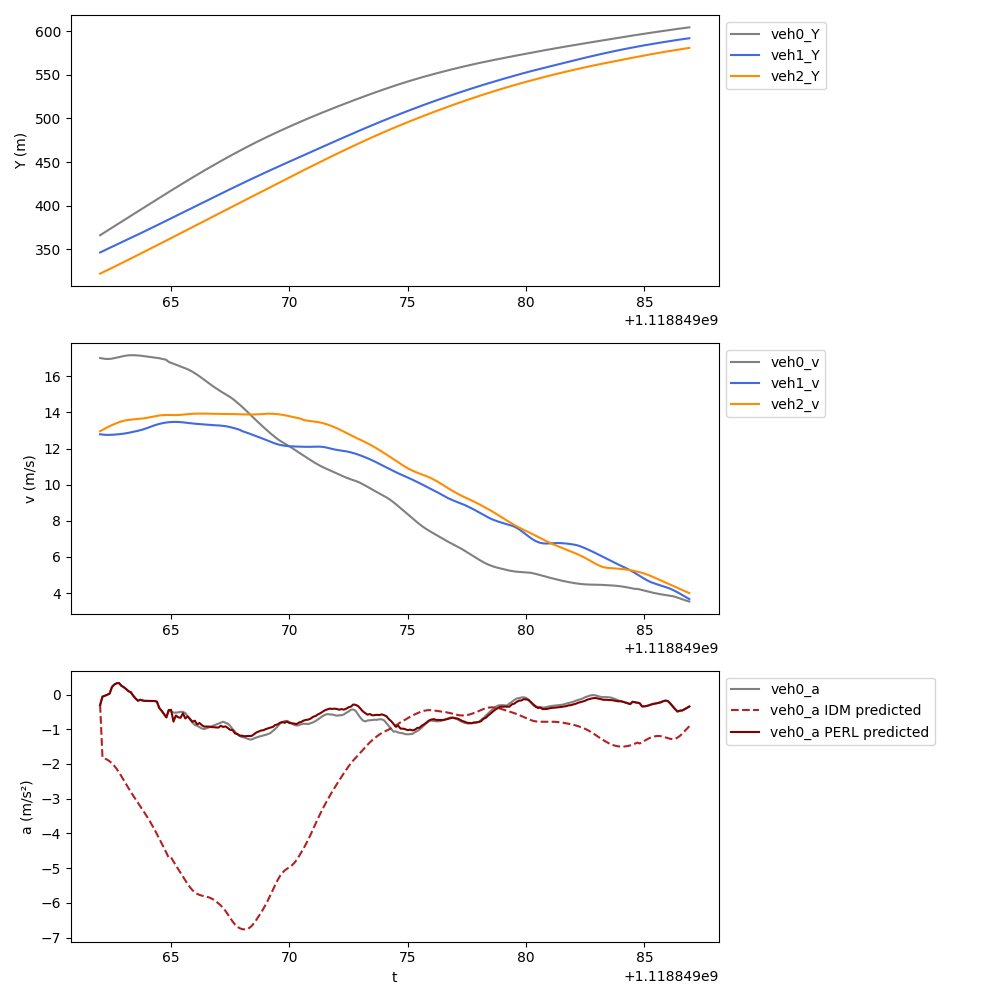 600
550
500
450
400
350
Y (m)
65 70 75 80 85
+1.118849e9
veh0_Y
veh1_Y
veh2_Y
16
14
12
10
8
6
4
v (m/s)
65 70 75 80 85
+1.118849e9
veh0_v
veh1_v
veh2_v
0
−1
−2
−3
−4
−5
−6
−7
a (m/s²)
65 70 75 80 85
t
+1.118849e9
veh0_a
veh0_a IDM predicted
veh0_a PERL predicted